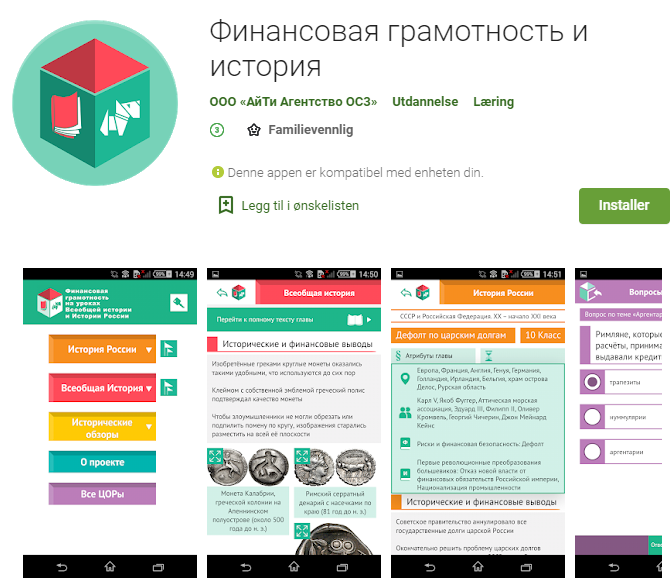 Финансовая грамотность и
история
ООО «АйТи Агентство ОС3» Utdannelse Læring
3 Familievennlig
Denne appen er kompatibel med enheten din.
Legg til i ønskelisten
Installer
99% 14:49
Финансовая
грамотность
на уроках
Всеобщей истории
и Истории России
История России
Всеобщая История
Исторические
обзоры
О проекте
Все ЦОРы
99% 14:50
Всеобщая история
Перейти к полному тексту главы
Исторические и финансовые выводы
Изобретённые греками круглые монеты оказались
такими удобными, что используются до сих пор
Клеймом с собственной эмблемой греческий полис
подтверждал качество монеты
Чтобы злоумышленники не могли обрезать или
подпилить помему по кругу, изображения старались
разместить на всей её плоскости
Монета Калабрии,
греческой колонии на
Апеннинском
полуострове (около 500
года до н. э.)
Римский серратный
денарий с насечками по
краю (81 год до н. э.)
99% 14:51
История России
СССР и Российская Федерация. XX – начало XXI века
Дефолт по царским долгам
10 Класс
§ Атрибуты главы
Европа, Франция, Англия, Генуя, Германия,
Голландия, Ирландия, Бельгия, храм острова
Делос, Рурская область
Карл V, Якоб Фуггер, Аттическая морская
ассоциация, Эдуард III, Филипп II, Оливер
Кромвель, Георгий Чичерин, Джон Мейнард
Кейнс
Риски и финансовая безопасность: Дефолт
Первые революционные преобразования
большевиков: Отказ новой власти от
финансовых обязательств Российской империи,
Национализация промышленности
Исторические и финансовые выводы
Советское правительство аннулировало все
государственные долги царской России
Окончательно решить проблему царских долгов
Вопросы
Вопрос по теме «Аргентар
Римляне, которые
расчёты, принима
выдавали кредит
трапезиты
нуммулерии
аргентарии
Отв